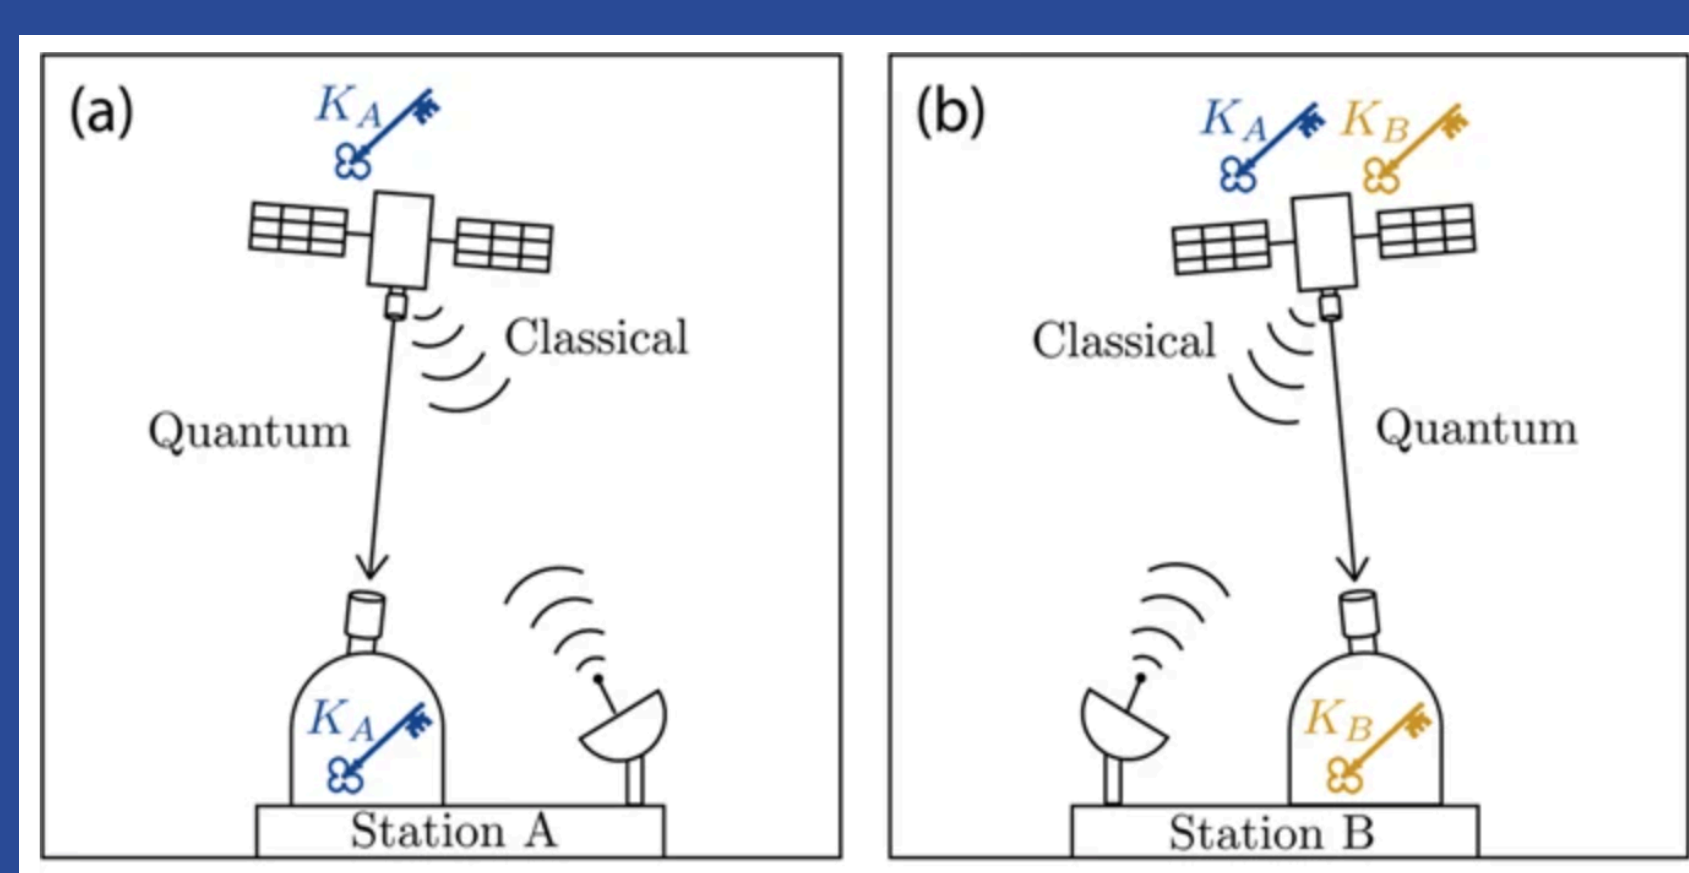 (a)
K_A
Classical
Quantum
K_A
Station A
(b)
K_A K_B
Classical
Quantum
K_B
Station B